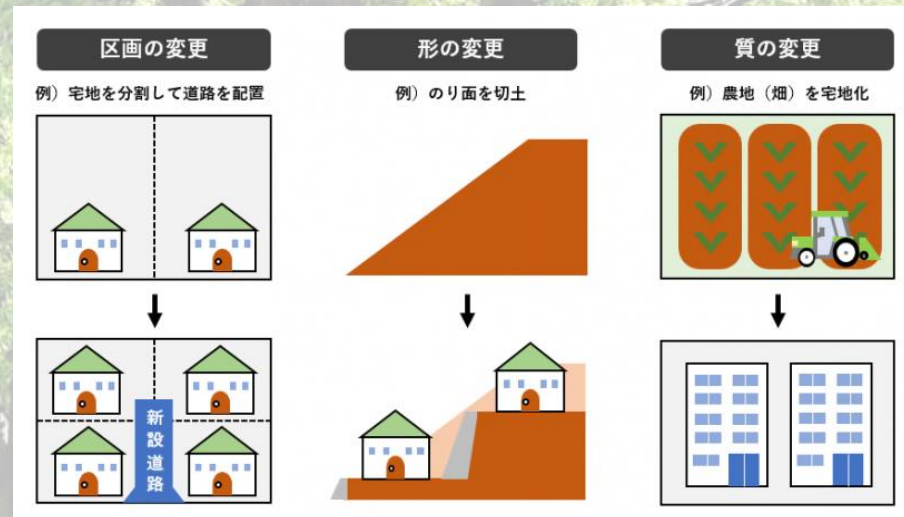 区画の変更
例）宅地を分割して道路を配置
新設道路
形の変更
例）のり面を切土
質の変更
例）農地（畑）を宅地化